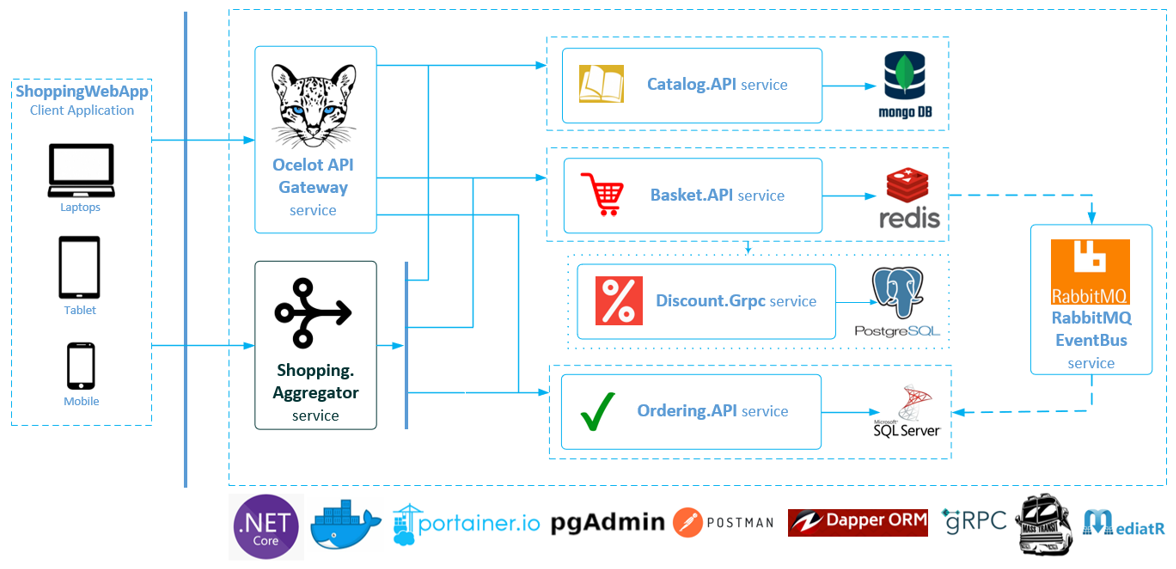 ShoppingWebApp
Client Application
Laptops
Tablet
Mobile
Ocelot API
Gateway
service
Shopping.
Aggregator
service
Catalog.API service
mongo DB
Basket.API service
redis
Discount.Grpc service
PostgreSQL
Ordering.API service
Microsoft
SQL Server
RabbitMQ
RabbitMQ
EventBus
service
.NET
Core
portainer.io
pgAdmin
POSTMAN
Dapper ORM
gRPC
MASS TRANSIT
MediatR